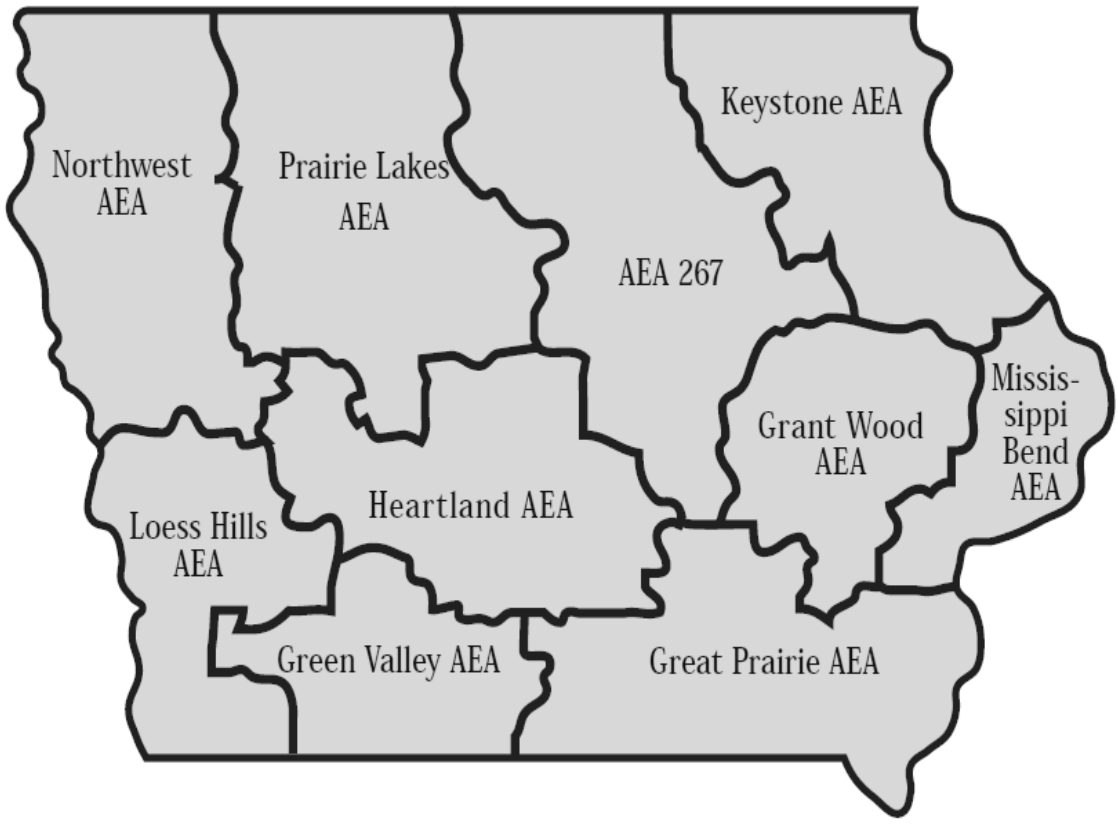 Keystone AEA
Northwest
AEA
Prairie Lakes
AEA
AEA 267
Missis-
sippi
Bend
AEA
Grant Wood
AEA
Heartland AEA
Loess Hills
AEA
Green Valley AEA
Great Prairie AEA